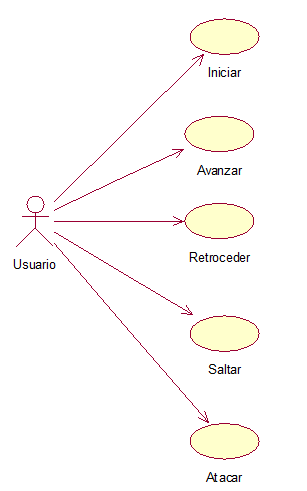 Iniciar
Avanzar
Usuario
Retroceder
Saltar
Atacar